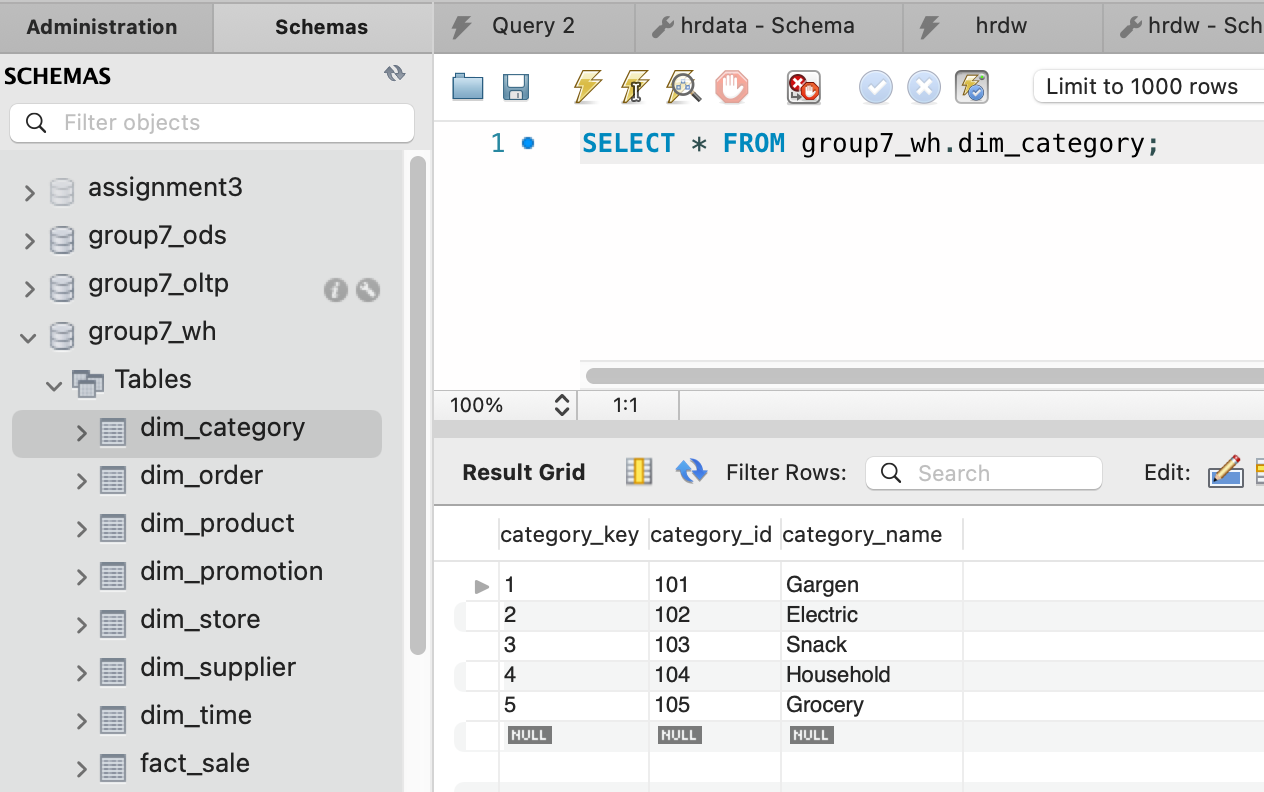 Administration Schemas
SCHEMAS
Filter objects
assignment3
group7_ods
group7_oltp
group7_wh
Tables
dim_category
dim_order
dim_product
dim_promotion
dim_store
dim_supplier
dim_time
fact_sale
Query 2 hrdata - Schema hrdw hrdw - Sch
Limit to 1000 rows
1 SELECT * FROM group7_wh.dim_category;
100% 1:1
Result Grid Filter Rows: Search Edit:
category_key category_id category_name
1 101 Gargen
2 102 Electric
3 103 Snack
4 104 Household
5 105 Grocery
NULL NULL NULL